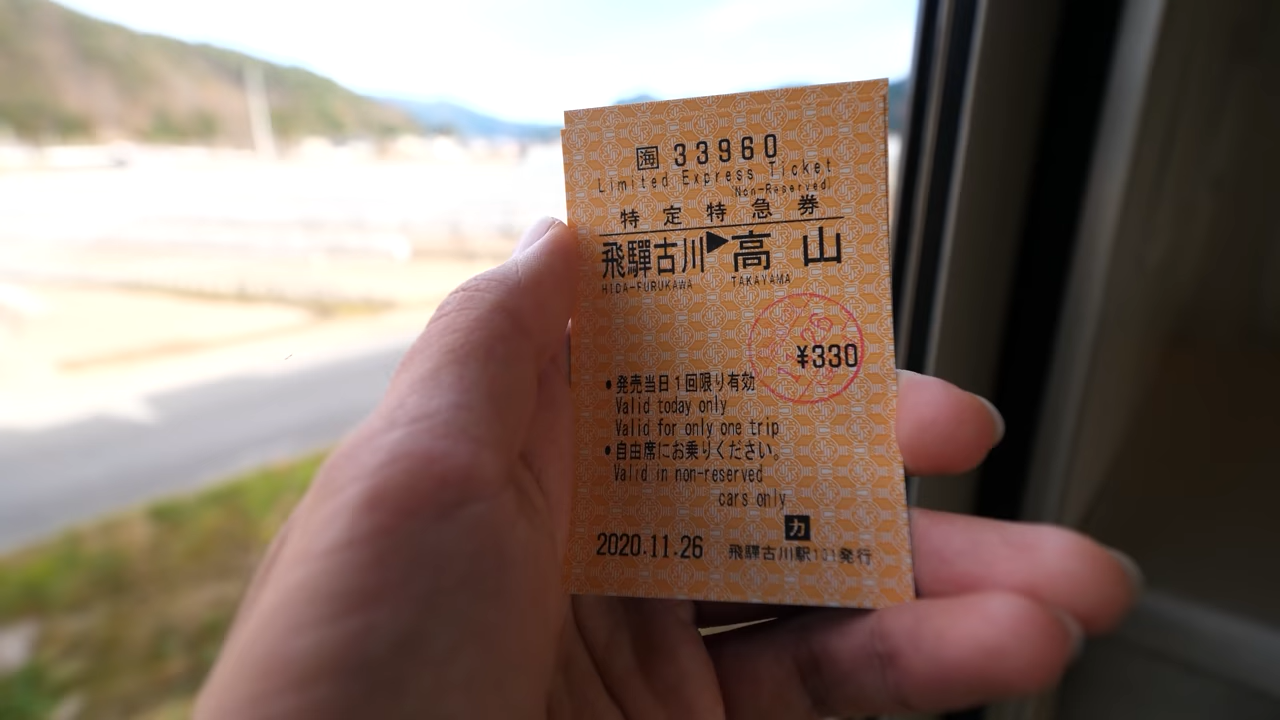 海 33960
Limited Express Ticket
(Non-Reserved)
特定特急券
飛驒古川▶高山
HIDA-FURUKAWA TAKAYAMA
¥330
●発売当日1回限り有効
Valid today only
Valid for only one trip
●自由席にお乗りください。
Valid in non-reserved
cars only
カ
2020.11.26 飛驒古川駅 発行